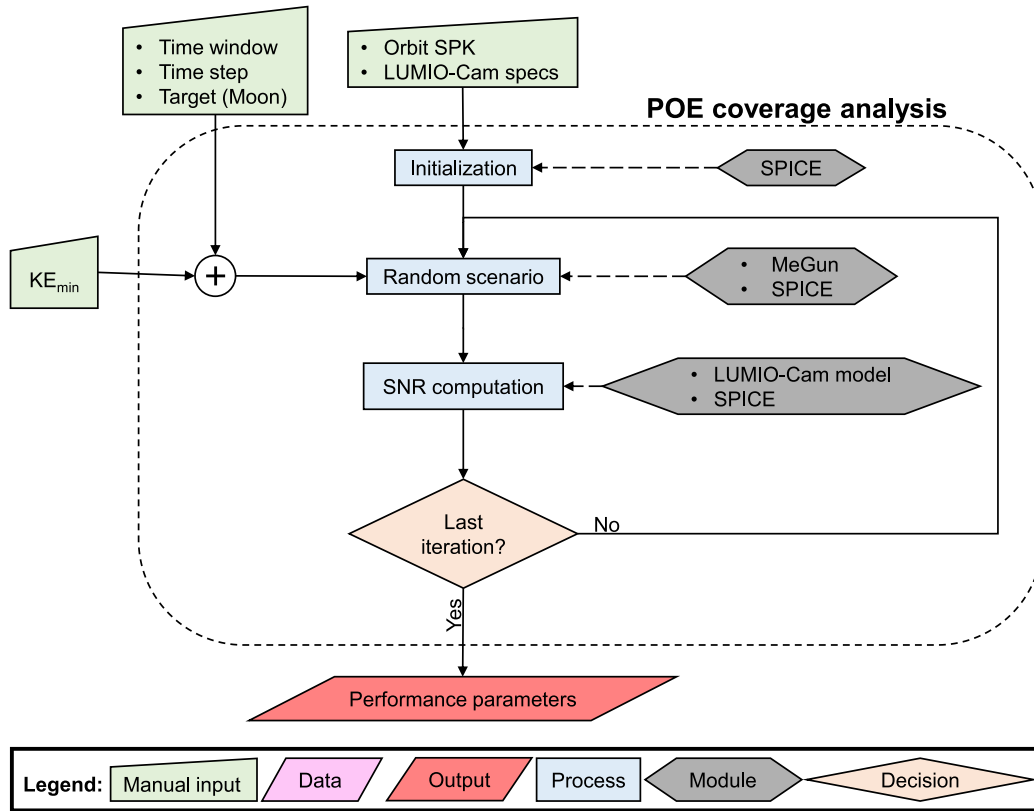 • Time window
• Time step
• Target (Moon)
• Orbit SPK
• LUMIO-Cam specs
POE coverage analysis
Initialization
SPICE
KEmin
+
Random scenario
• MeGun
• SPICE
SNR computation
• LUMIO-Cam model
• SPICE
Last
iteration?
No
Yes
Performance parameters
Legend: Manual input Data Output Process Module Decision